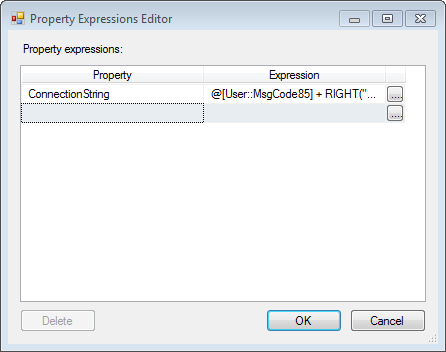 Property Expressions Editor
Property expressions:
Property Expression
ConnectionString @[User::MsgCode85] + RIGHT("... ...
...
Delete OK Cancel